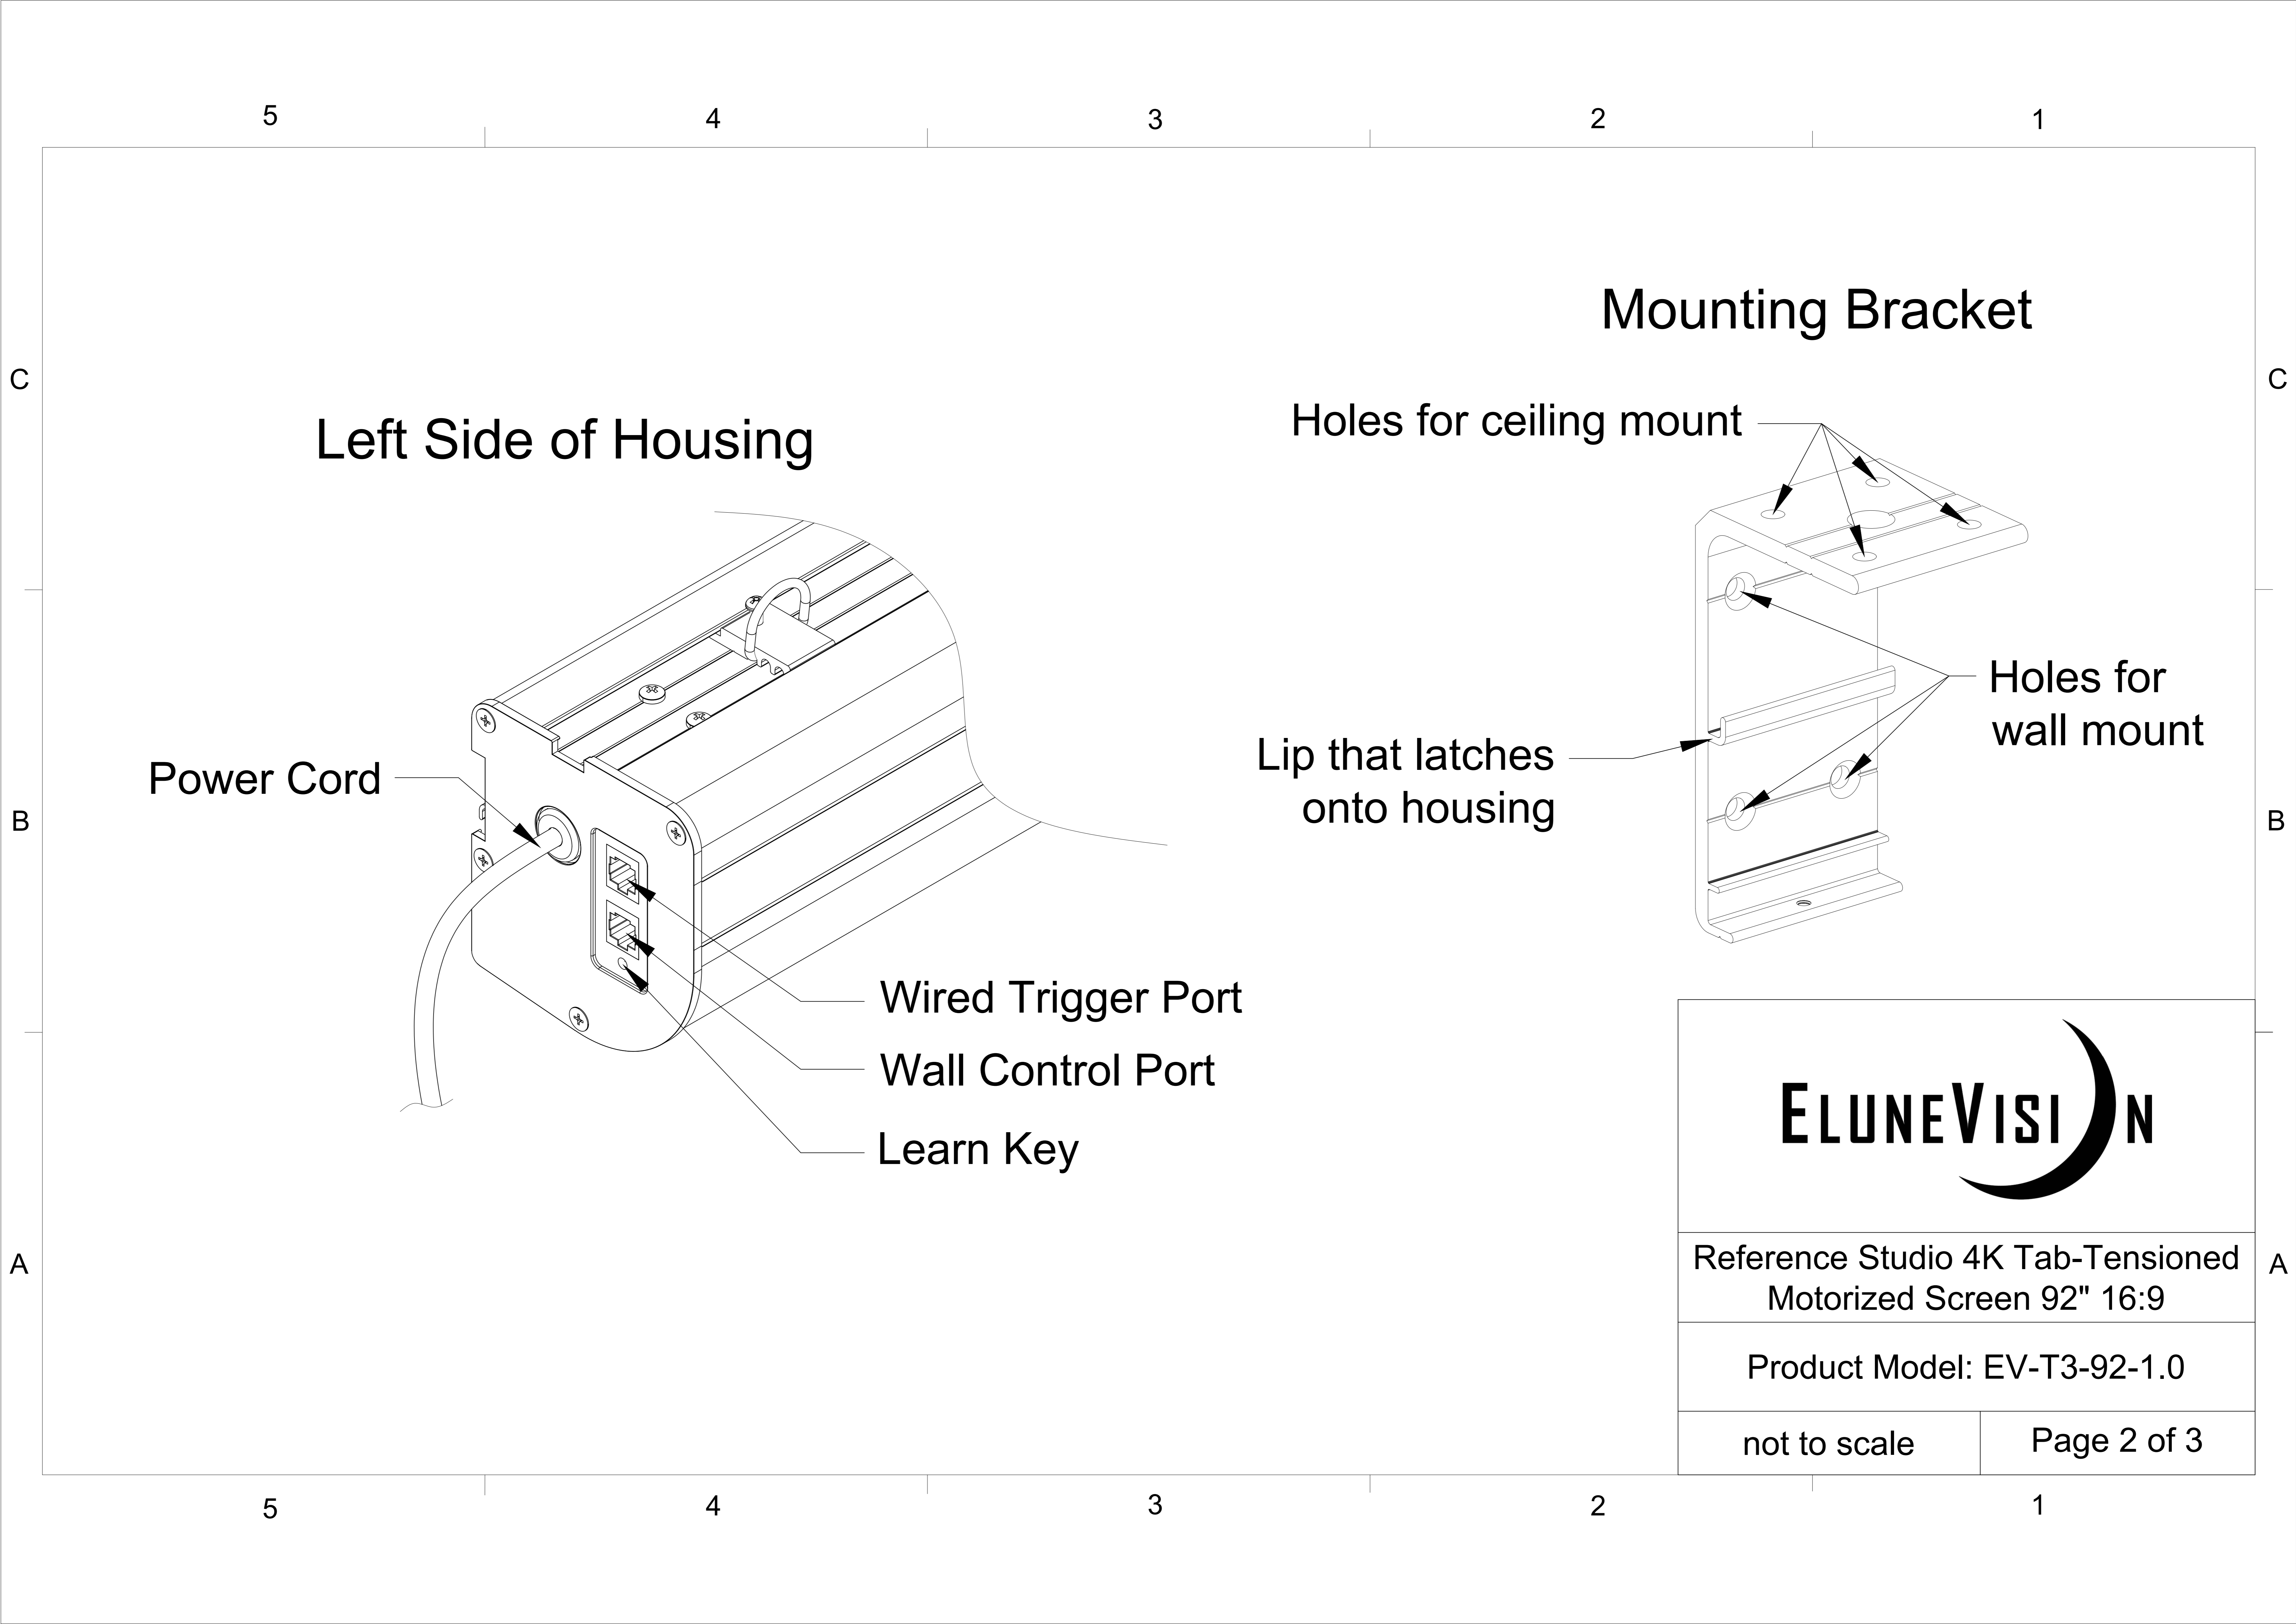 5 4 3 2 1
Mounting Bracket
C C
Holes for ceiling mount
Left Side of Housing
Holes for
wall mount
Lip that latches
onto housing
Power Cord
B B
Wired Trigger Port
Wall Control Port
Learn Key
ELUNEVISION
A A
Reference Studio 4K Tab-Tensioned
Motorized Screen 92" 16:9
Product Model: EV-T3-92-1.0
not to scale
Page 2 of 3
5 4 3 2 1